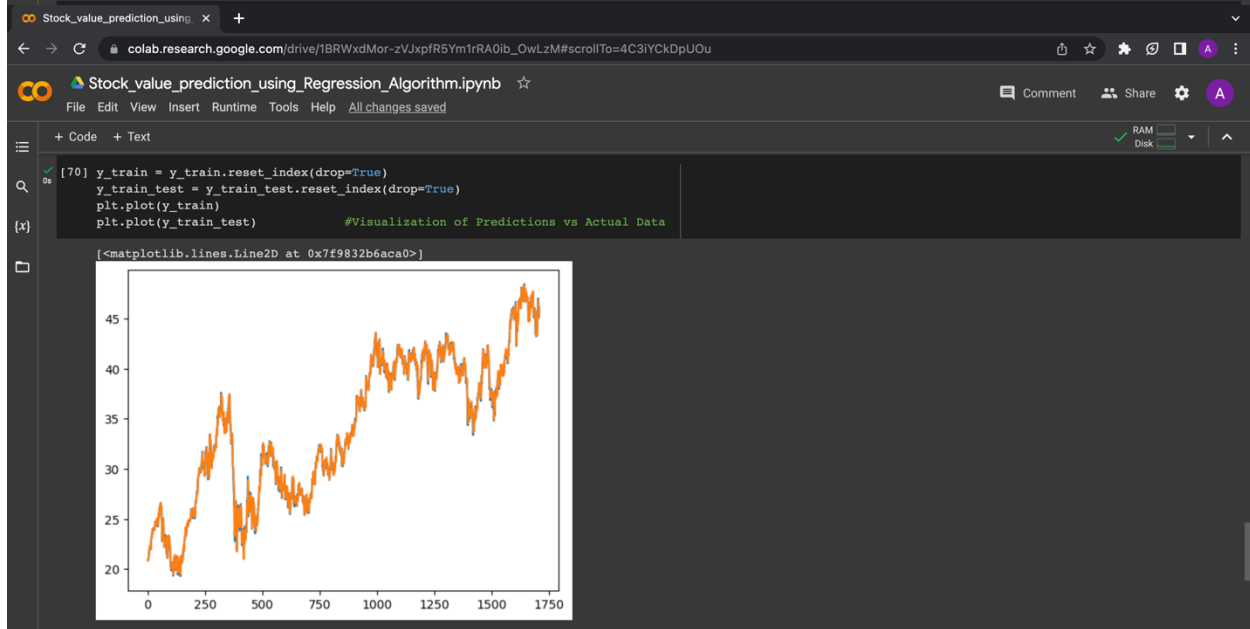 Stock_value_prediction_using_
colab.research.google.com/drive/1BRWxdMor-zVJxpfR5Ym1rRA0ib_OwLzM#scrollTo=4C3iYCkDpUOu
A
Stock_value_prediction_using_Regression_Algorithm.ipynb
Comment Share A
File Edit View Insert Runtime Tools Help All changes saved
+ Code + Text
RAM
Disk
0s
[70] y_train = y_train.reset_index(drop=True)
y_train_test = y_train_test.reset_index(drop=True)
plt.plot(y_train)
{x}
plt.plot(y_train_test) #Visualization of Predictions vs Actual Data
[<matplotlib.lines.Line2D at 0x7f9832b6aca0>]
45
40
35
30
25
20
0 250 500 750 1000 1250 1500 1750